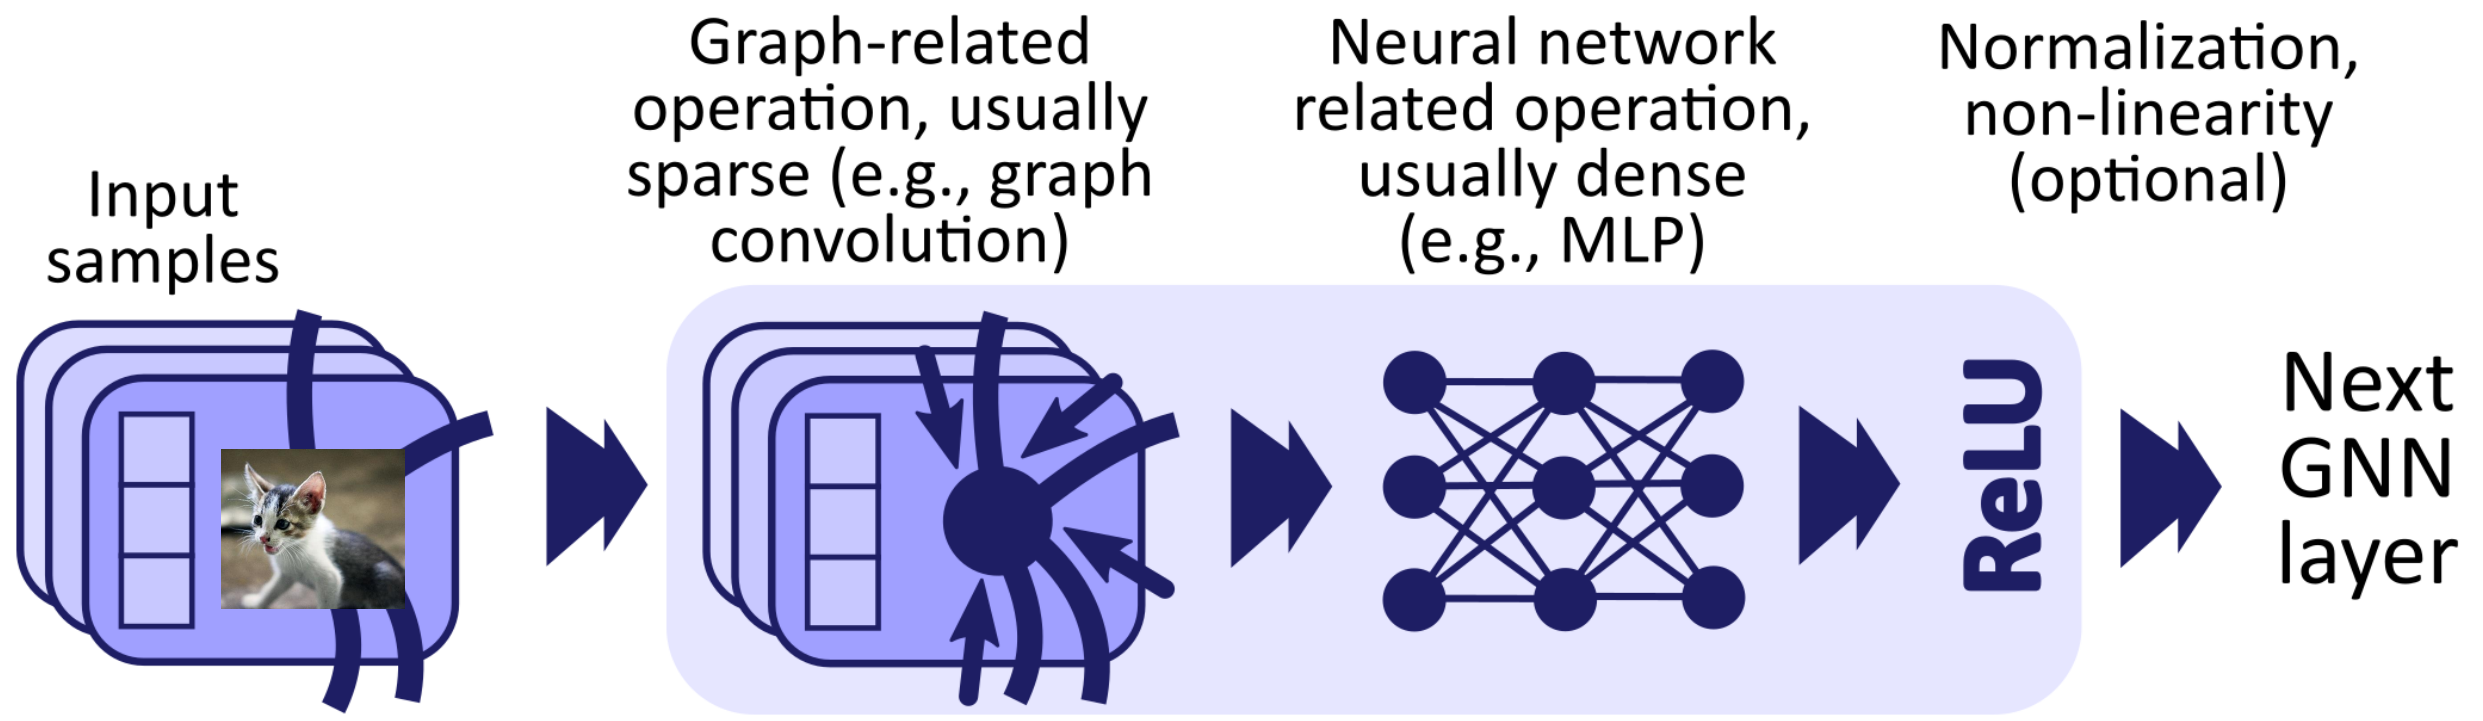 Input
samples
Graph-related
operation, usually
sparse (e.g., graph
convolution)
Neural network
related operation,
usually dense
(e.g., MLP)
Normalization,
non-linearity
(optional)
ReLU
Next
GNN
layer